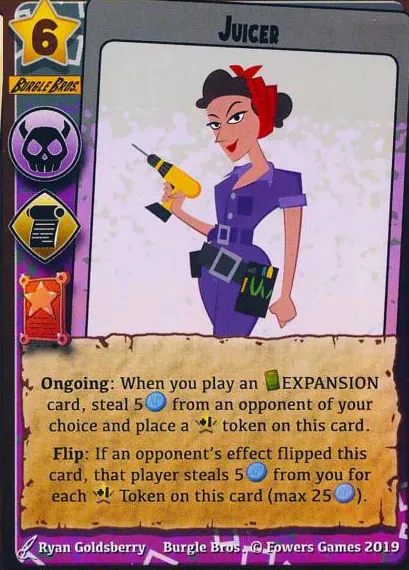 6
JUICER
BURGLE BROS.
Ongoing: When you play an EXPANSION
card, steal 5 from an opponent of your
choice and place a +1 token on this card.
Flip: If an opponent's effect flipped this
card, that player steals 5 from you for
each +1 Token on this card (max 25).
Ryan Goldsberry Burgle Bros. © Fowers Games 2019